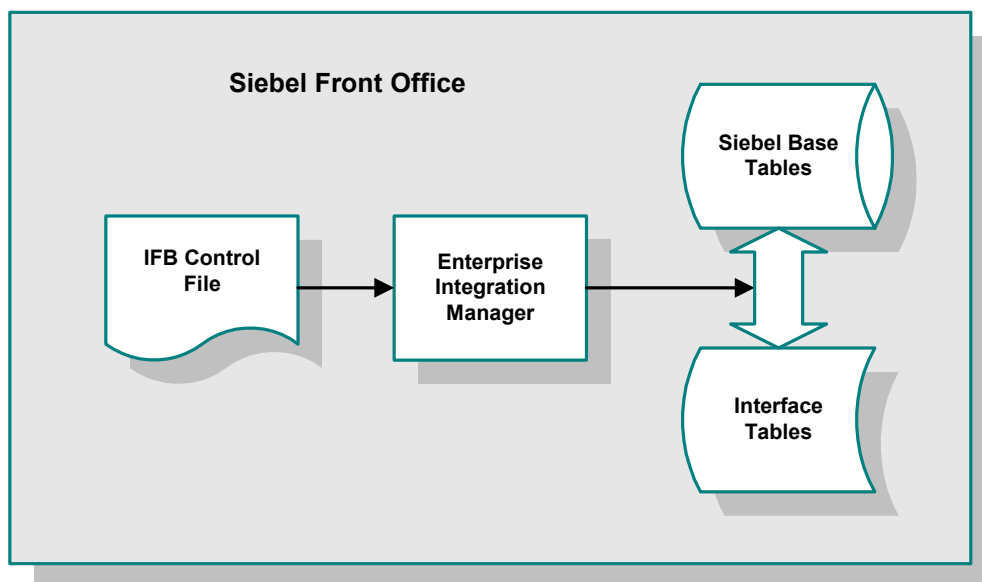 Siebel Front Office
Siebel Base
Tables
IFB Control
File
Enterprise
Integration
Manager
Interface
Tables